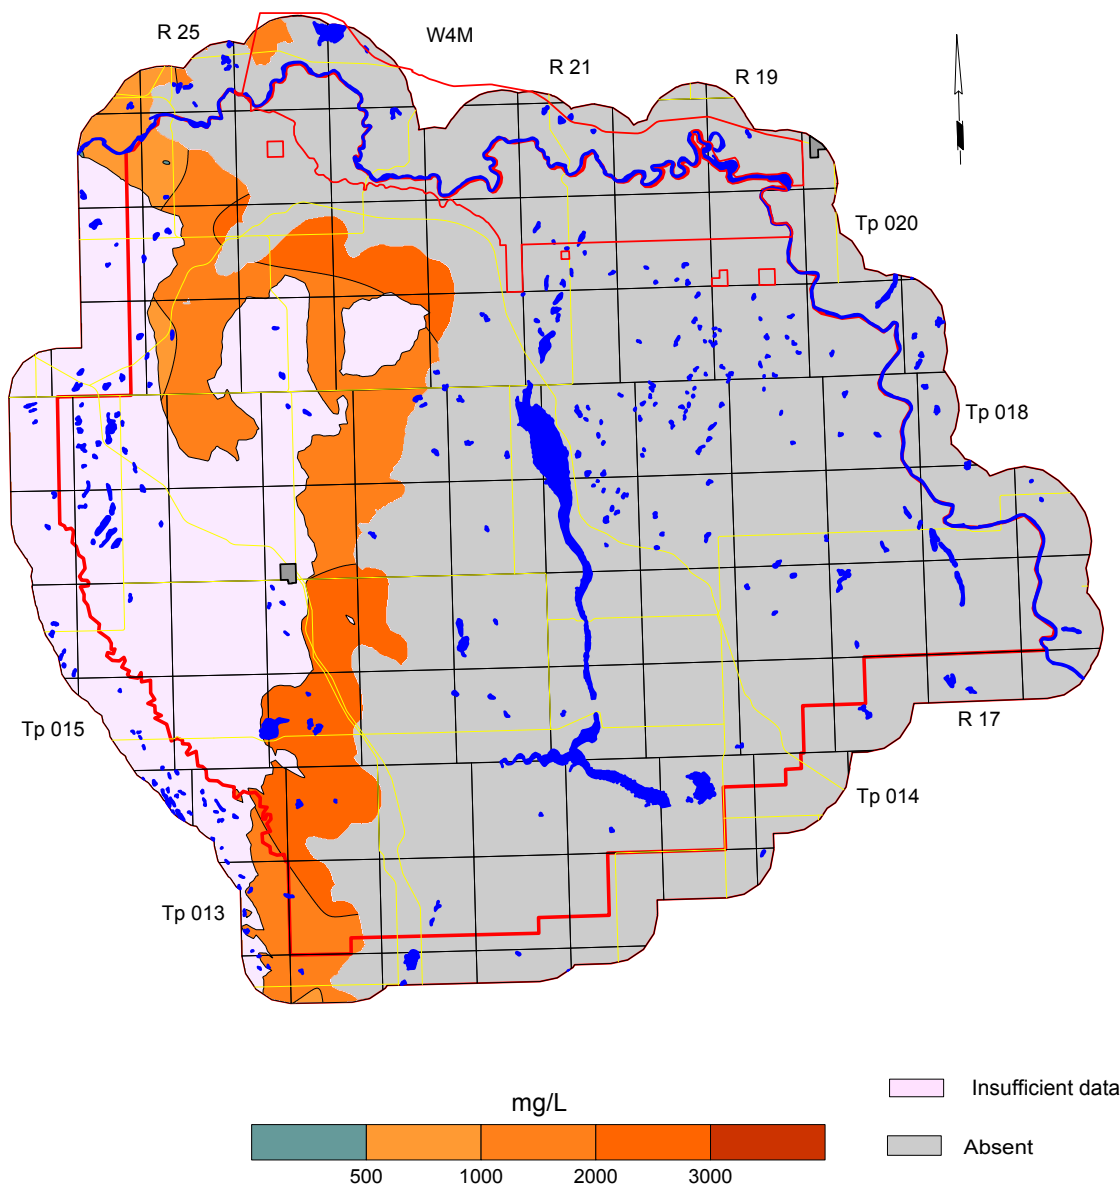 R 25
W4M
R 21
R 19
Tp 020
Tp 018
Tp 015
R 17
Tp 014
Tp 013
mg/L
500 1000 2000 3000
Insufficient data
Absent